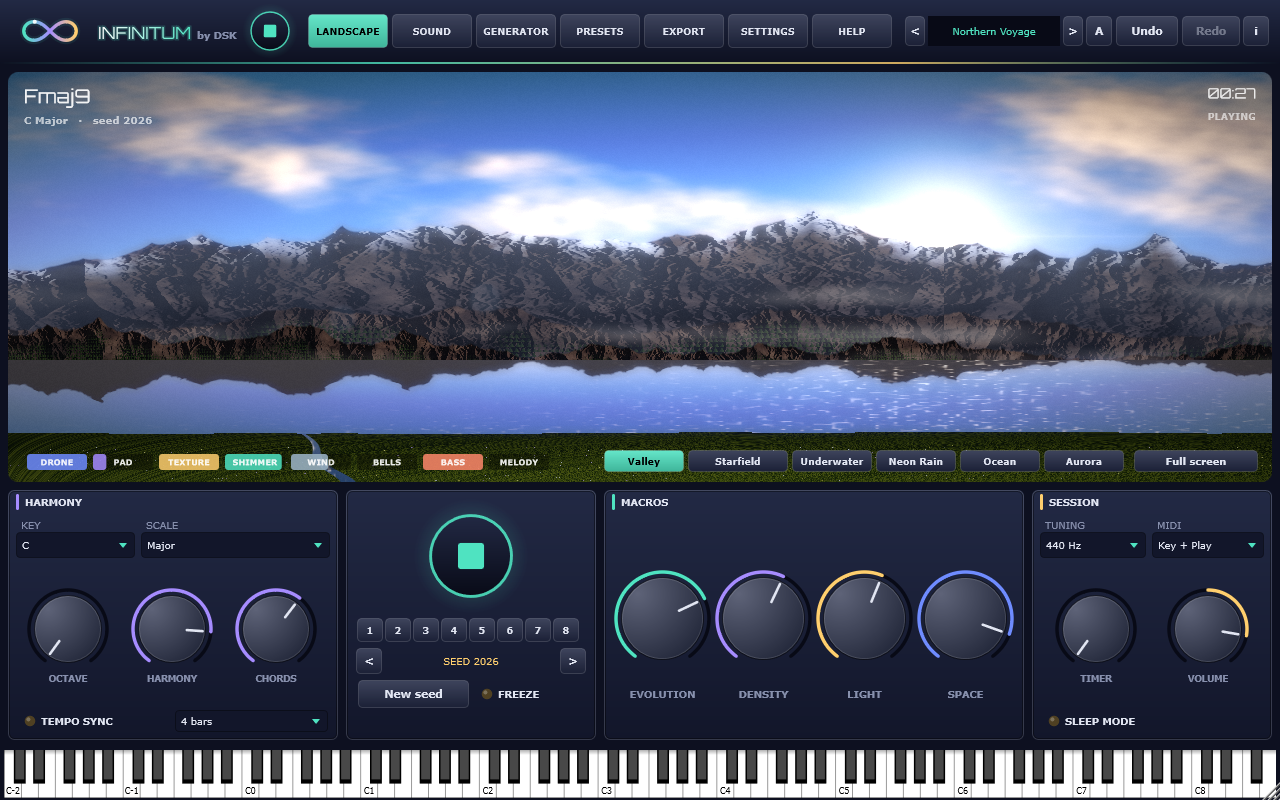 INFINITUM by DSK
LANDSCAPE SOUND GENERATOR PRESETS EXPORT SETTINGS HELP
< Northern Voyage > A Undo Redo i
Fmaj9
C Major · seed 2026
00:27
PLAYING
DRONE PAD TEXTURE SHIMMER WIND BELLS BASS MELODY
Valley Starfield Underwater Neon Rain Ocean Aurora Full screen
HARMONY
KEY SCALE
C Major
OCTAVE HARMONY CHORDS
TEMPO SYNC 4 bars
1 2 3 4 5 6 7 8
< SEED 2026 >
New seed FREEZE
MACROS
EVOLUTION DENSITY LIGHT SPACE
SESSION
TUNING MIDI
440 Hz Key + Play
TIMER VOLUME
SLEEP MODE
C-2 C-1 C0 C1 C2 C3 C4 C5 C6 C7 C8